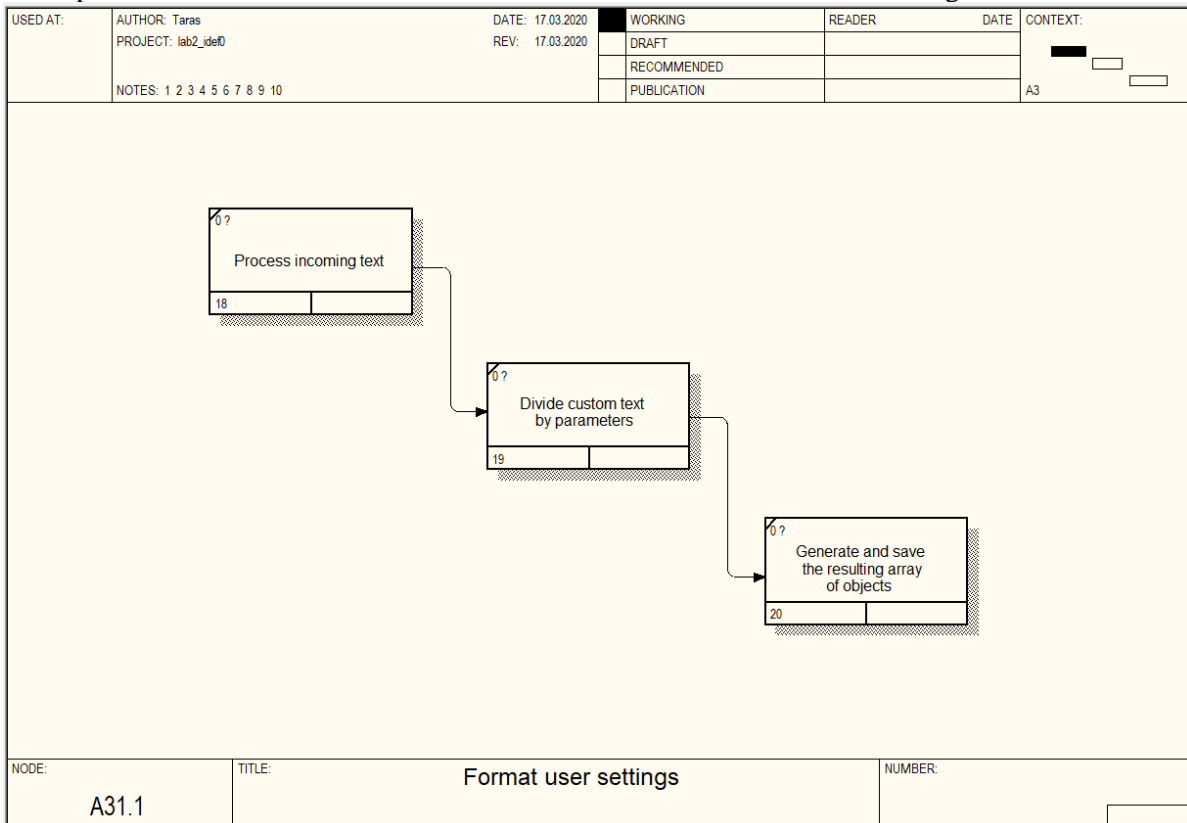 USED AT:
AUTHOR: Taras
DATE: 17.03.2020
PROJECT: lab2_idef0
REV: 17.03.2020
NOTES: 1 2 3 4 5 6 7 8 9 10
WORKING
DRAFT
RECOMMENDED
PUBLICATION
READER DATE
CONTEXT:
A3
0 ?
Process incoming text
18
0 ?
Divide custom text
by parameters
19
0 ?
Generate and save
the resulting array
of objects
20
NODE:
A31.1
TITLE:
Format user settings
NUMBER: